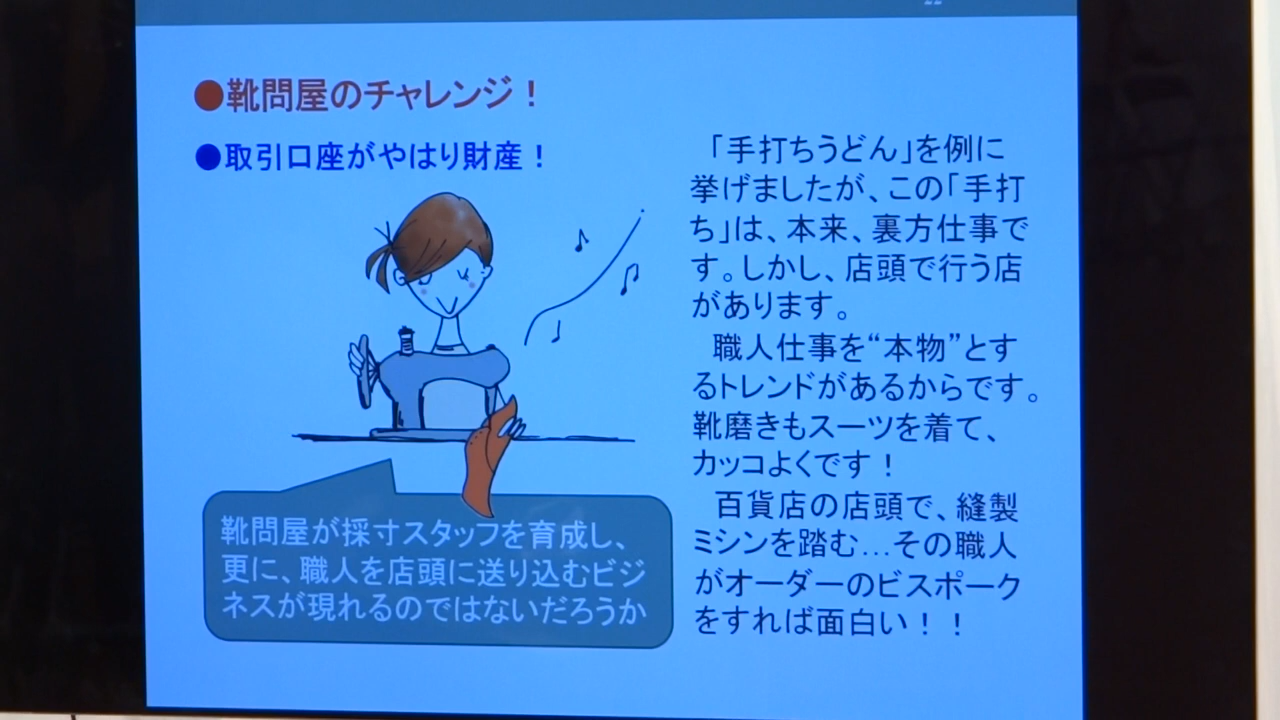 22
●靴問屋のチャレンジ！
●取引口座がやはり財産！
「手打ちうどん」を例に
挙げましたが、この「手打
ち」は、本来、裏方仕事で
す。しかし、店頭で行う店
があります。
職人仕事を“本物”とす
るトレンドがあるからです。
靴磨きもスーツを着て、
カッコよくです！
百貨店の店頭で、縫製
ミシンを踏む…その職人
がオーダーのビスポーク
をすれば面白い！！
靴問屋が採寸スタッフを育成し、
更に、職人を店頭に送り込むビジ
ネスが現れるのではないだろうか